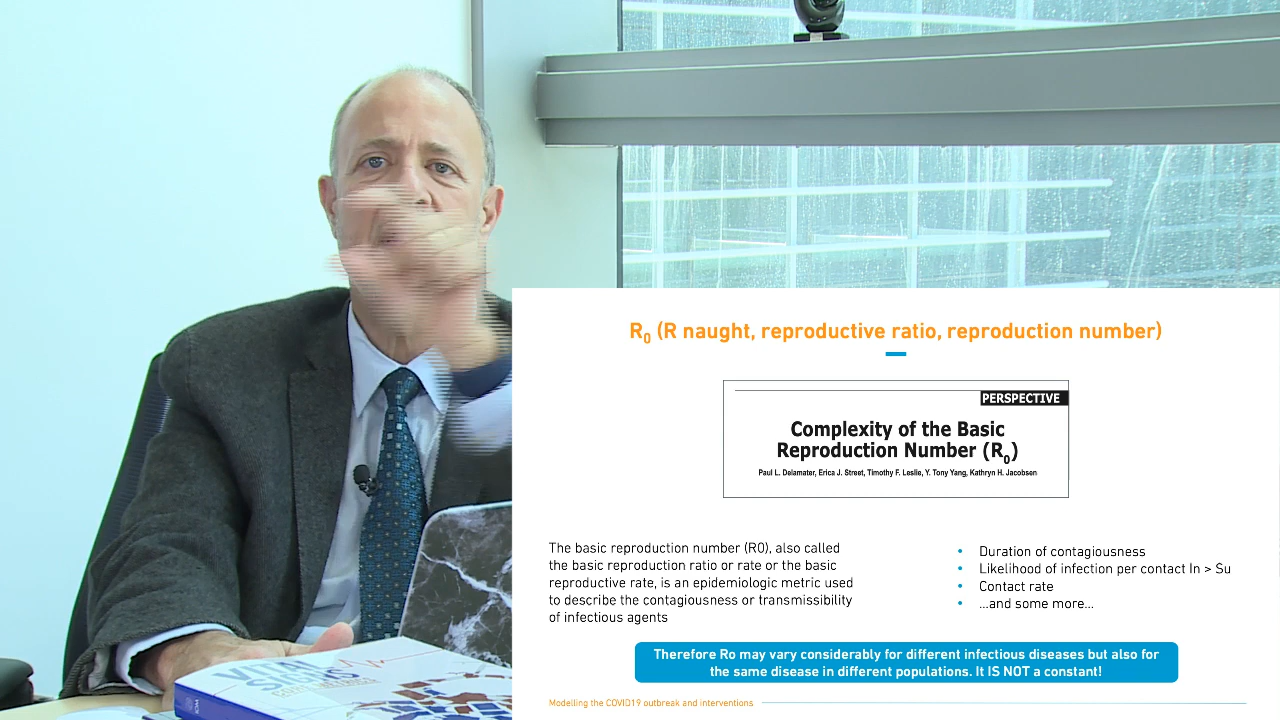 R₀ (R naught, reproductive ratio, reproduction number)
PERSPECTIVE
Complexity of the Basic
Reproduction Number (R₀)
Paul L. Delamater, Erica J. Street, Timothy F. Leslie, Y. Tony Yang, Kathryn H. Jacobsen
The basic reproduction number (R0), also called
the basic reproduction ratio or rate or the basic
reproductive rate, is an epidemiologic metric used
to describe the contagiousness or transmissibility
of infectious agents
• Duration of contagiousness
• Likelihood of infection per contact In > Su
• Contact rate
• ...and some more...
Therefore Ro may vary considerably for different infectious diseases but also for
the same disease in different populations. It IS NOT a constant!
Modelling the COVID19 outbreak and interventions
VITAL
SIGNS